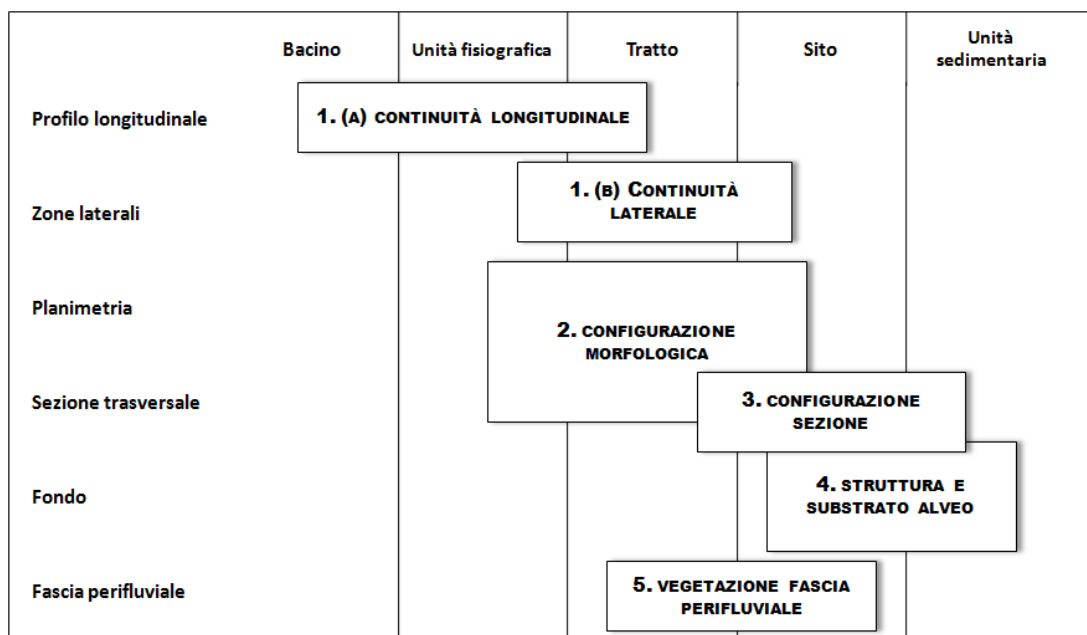 Bacino
Unità fisiografica
Tratto
Sito
Unità
sedimentaria
Profilo longitudinale
1. (A) CONTINUITÀ LONGITUDINALE
Zone laterali
1. (B) CONTINUITÀ
LATERALE
Planimetria
2. CONFIGURAZIONE
MORFOLOGICA
Sezione trasversale
3. CONFIGURAZIONE
SEZIONE
Fondo
4. STRUTTURA E
SUBSTRATO ALVEO
Fascia perifluviale
5. VEGETAZIONE FASCIA
PERIFLUVIALE